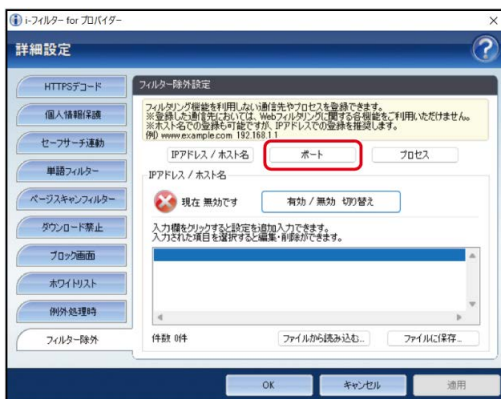 i-フィルター for プロバイダー
詳細設定
HTTPSデコード
個人情報保護
セーフサーチ連動
単語フィルター
ページスキャンフィルター
ダウンロード禁止
ブロック画面
ホワイトリスト
例外処理時
フィルター除外
フィルター除外設定
フィルタリング機能を利用しない通信先やプロセスを登録できます。
※登録した通信先においては、Webフィルタリングに関する各機能をご利用いただけません。
※ホスト名での登録も可能ですが、IPアドレスでの登録を推奨します。
例) www.example.com 192.168.1.1
IPアドレス / ホスト名
ポート
プロセス
IPアドレス / ホスト名
現在 無効です
有効 / 無効 切り替え
入力欄をクリックすると設定を追加入力できます。
入力された項目を選択すると編集・削除ができます。
件数 0件
ファイルから読み込む...
ファイルに保存...
OK
キャンセル
適用